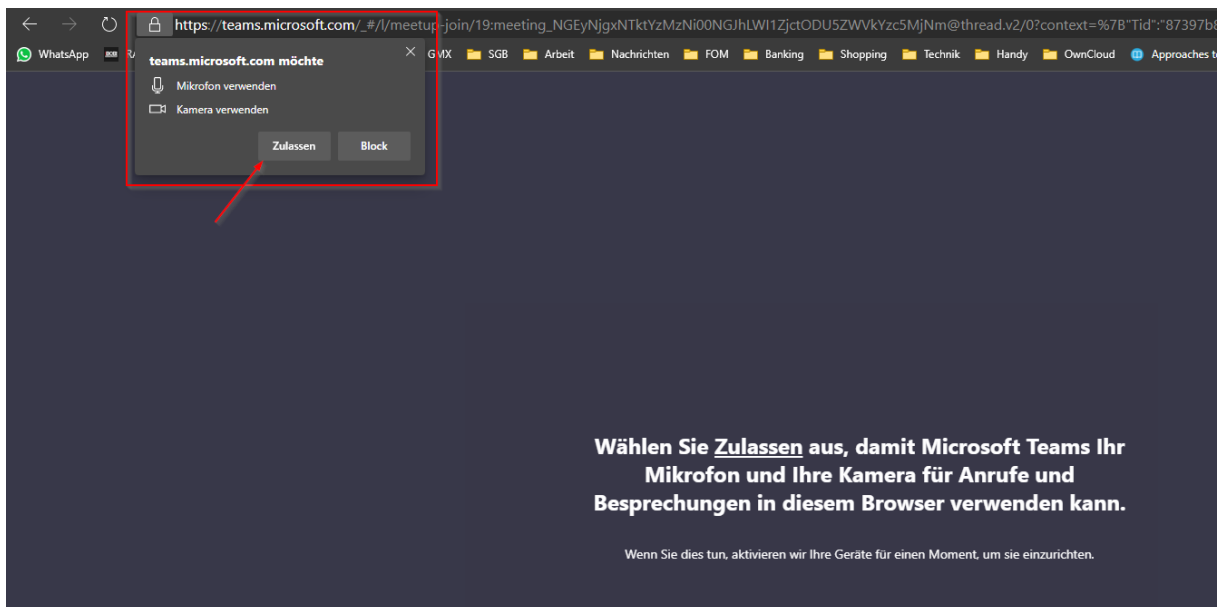 https://teams.microsoft.com/_#/l/meetup-join/19:meeting_NGEyNjgxNTktYzMzNi00NGJhLWI1ZjctODU5ZWVkYzc5MjNm@thread.v2/0?context=%7B"Tid":"87397b8
WhatsApp GMX SGB Arbeit Nachrichten FOM Banking Shopping Technik Handy OwnCloud Approaches to
teams.microsoft.com möchte
Mikrofon verwenden
Kamera verwenden
Zulassen Block
Wählen Sie Zulassen aus, damit Microsoft Teams Ihr
Mikrofon und Ihre Kamera für Anrufe und
Besprechungen in diesem Browser verwenden kann.
Wenn Sie dies tun, aktivieren wir Ihre Geräte für einen Moment, um sie einzurichten.